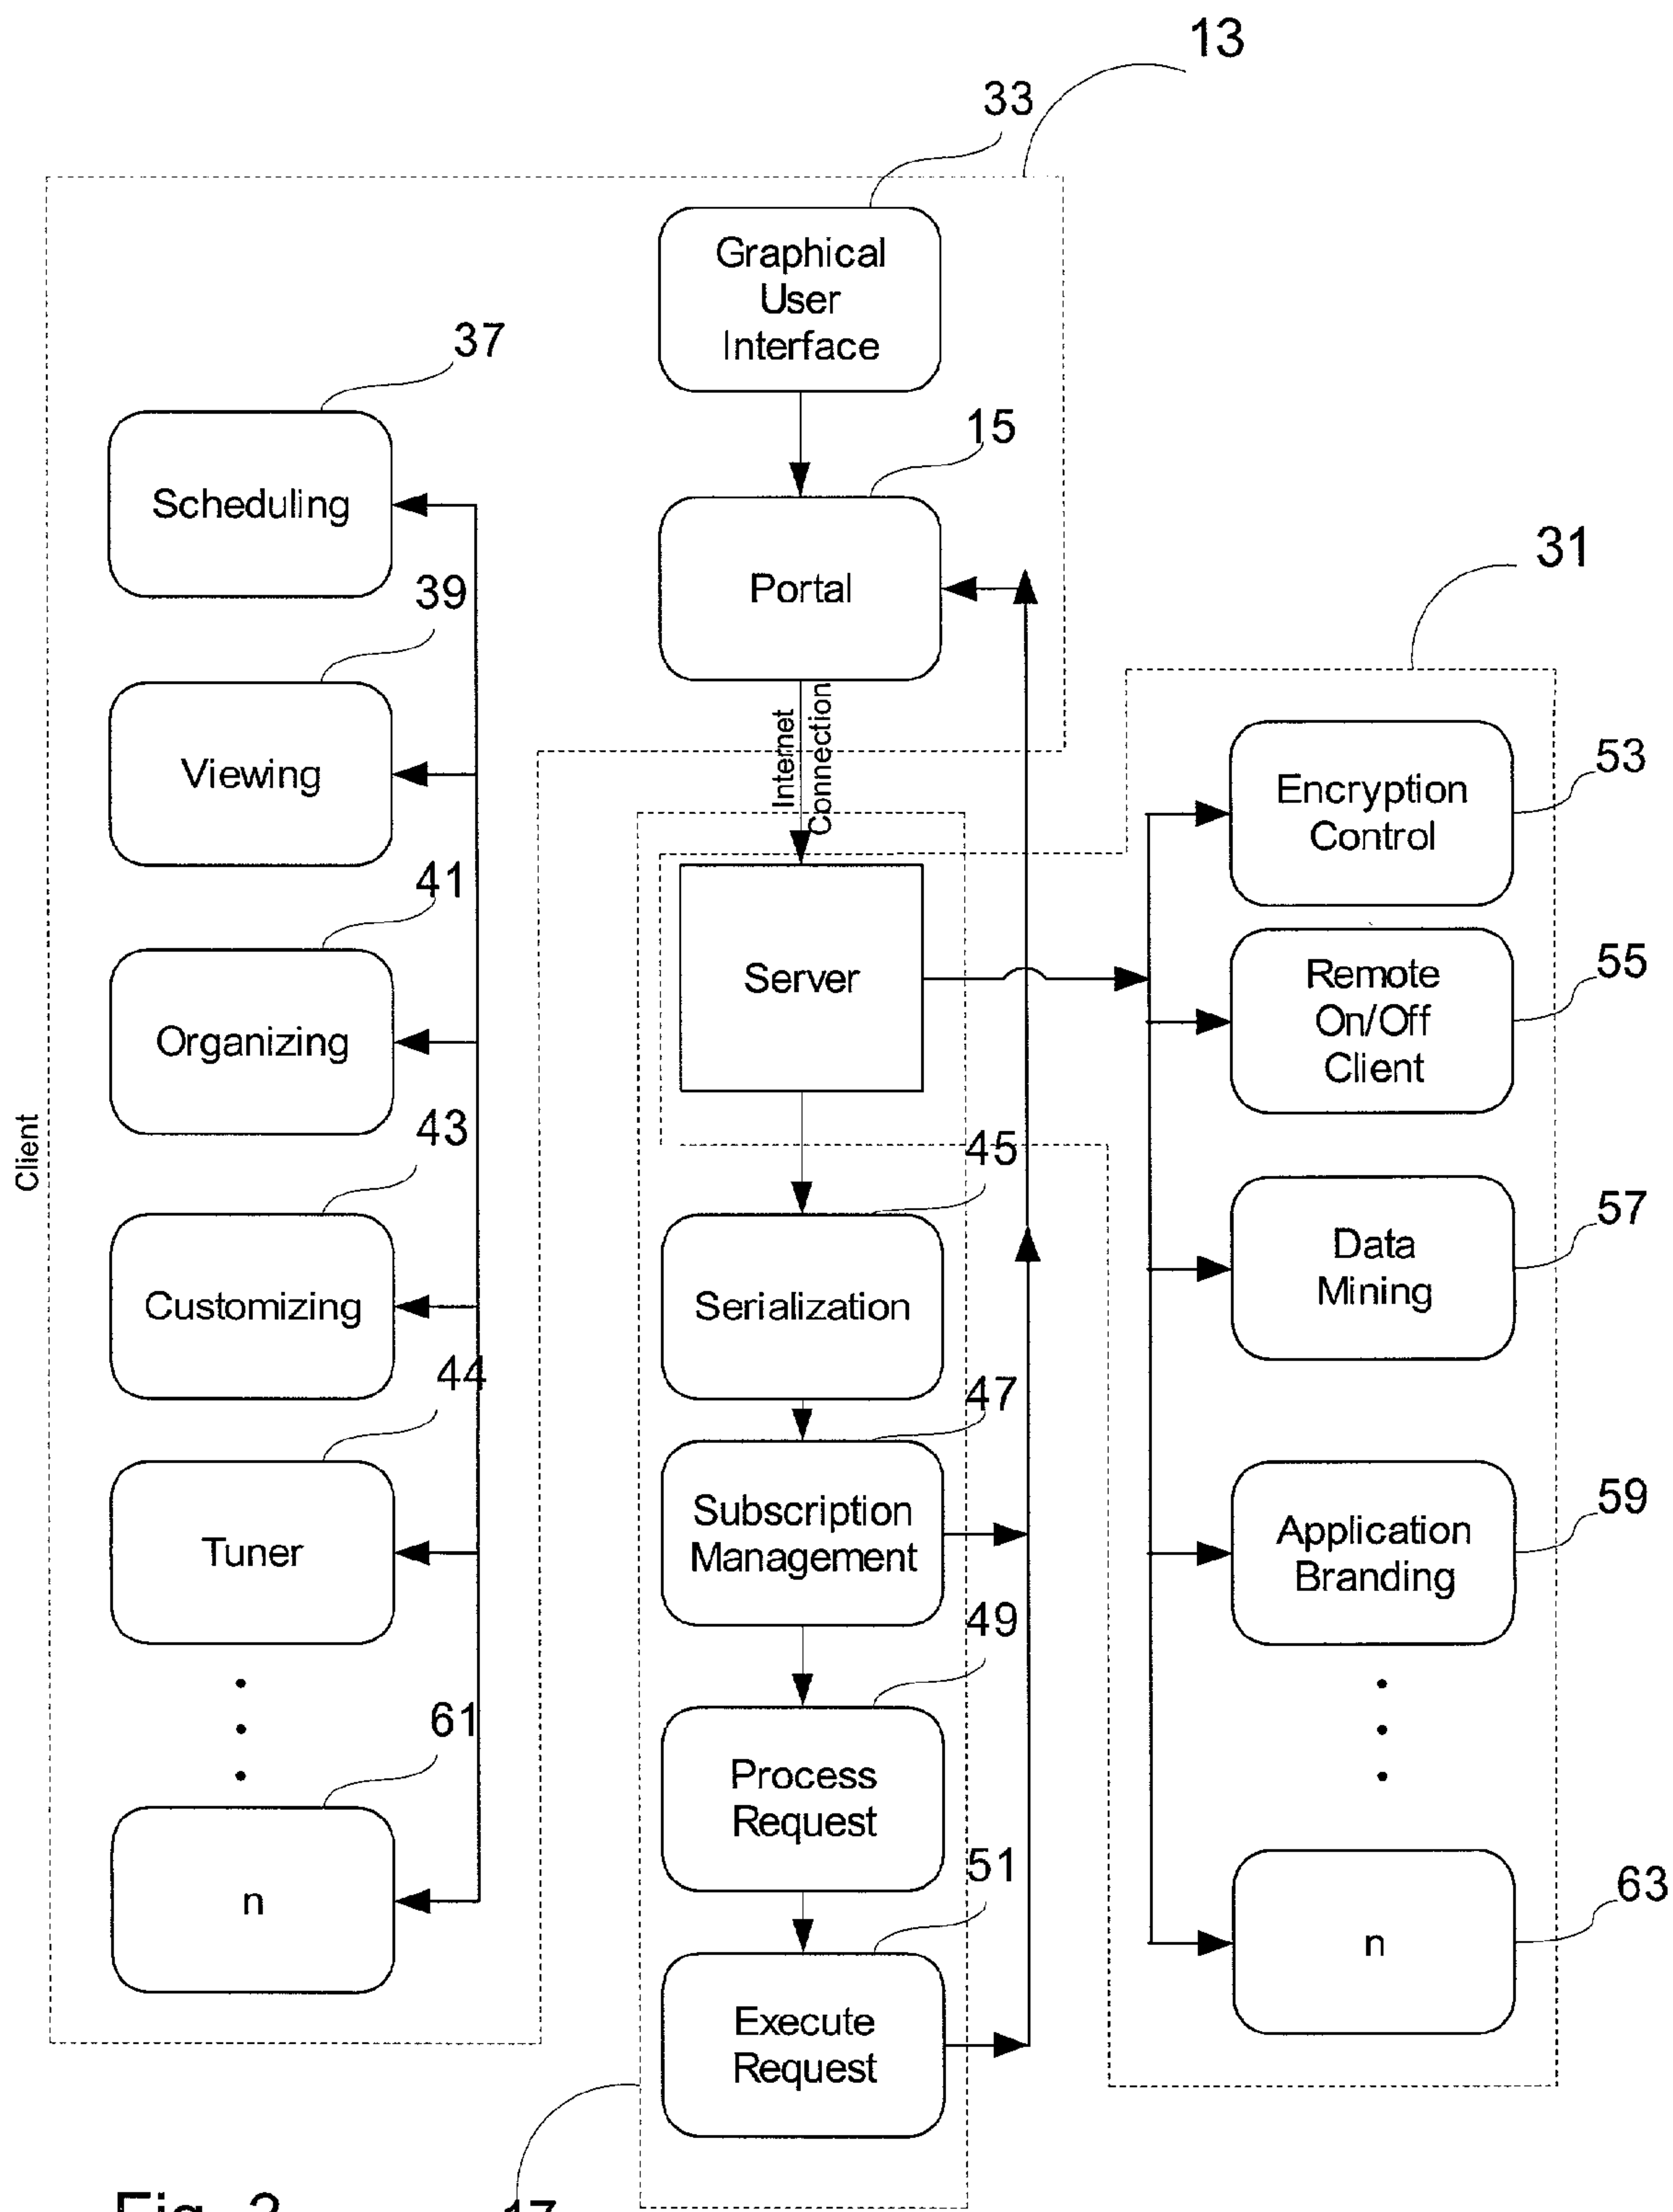 13
33
Graphical
User
Interface
37
Scheduling
15
Portal
31
39
Viewing
Internet
Connection
Encryption
Control
53
41
Organizing
Server
Remote
On/Off
Client
55
Client
43
Customizing
45
Serialization
Data
Mining
57
44
Tuner
47
Subscription
Management
Application
Branding
59
49
Process
Request
61
n
51
Execute
Request
n
63
17